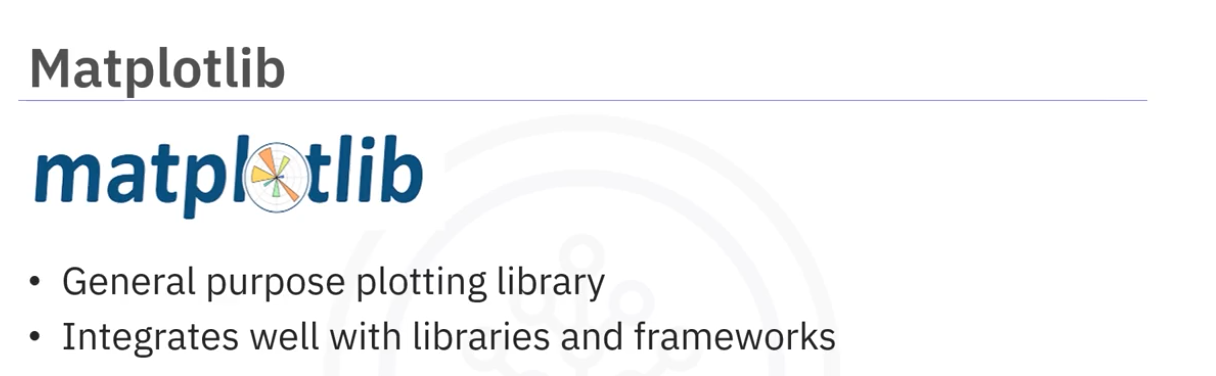 Matplotlib
matplotlib
• General purpose plotting library
• Integrates well with libraries and frameworks